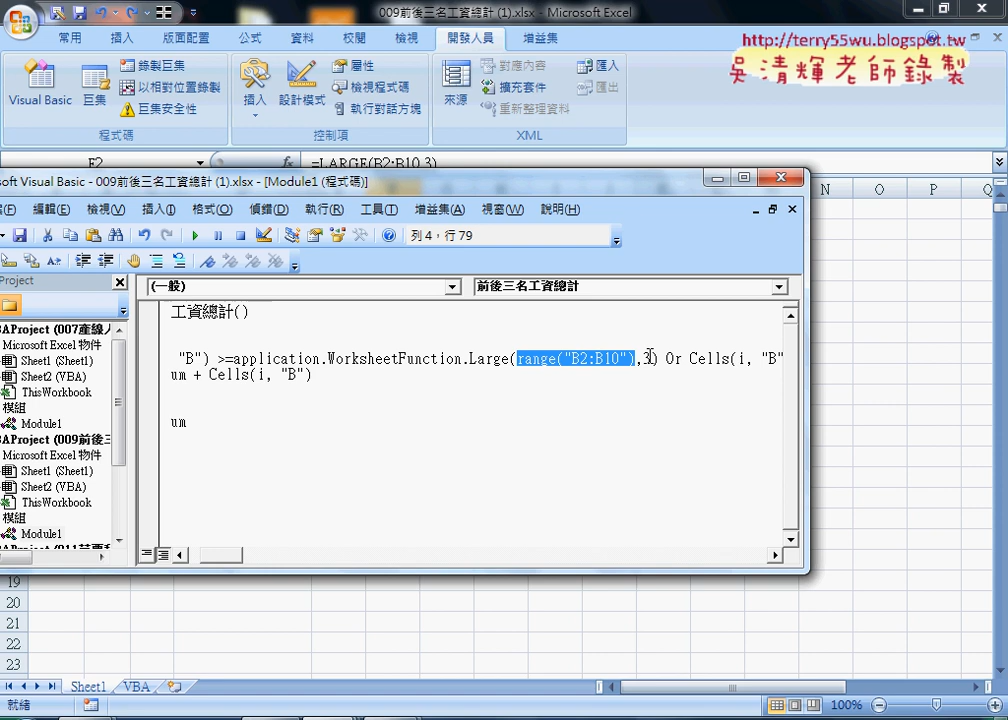 009前後三名工資總計 (1).xlsx - Microsoft Excel
常用 插入 版面配置 公式 資料 校閱 檢視 開發人員 增益集
http://terry55wu.blogspot.tw
吳清輝老師錄製
Visual Basic 巨集 錄製巨集 以相對位置錄製 巨集安全性
插入 設計模式 屬性 檢視程式碼 執行對話方塊
來源 對應內容 擴充套件 重新整理資料 匯入 匯出
程式碼 控制項 XML
F2 fx =LARGE(B2:B10,3)
N O P Q
soft Visual Basic - 009前後三名工資總計 (1).xlsx - [Module1 (程式碼)]
(F) 編輯(E) 檢視(V) 插入(I) 格式(O) 偵錯(D) 執行(R) 工具(T) 增益集(A) 視窗(W) 說明(H)
列 4，行 79
Project
(一般) 前後三名工資總計
工資總計()
"B") >=application.WorksheetFunction.Large(range("B2:B10"),3) Or Cells(i, "B"
um + Cells(i, "B")
um
AProject (007產線人
Microsoft Excel 物件
Sheet1 (Sheet1)
Sheet2 (VBA)
ThisWorkbook
模組
Module1
AProject (009前後三
Microsoft Excel 物件
Sheet1 (Sheet1)
Sheet2 (VBA)
ThisWorkbook
模組
Module1
19
20
21
22
23
Sheet1 VBA
就緒 100%